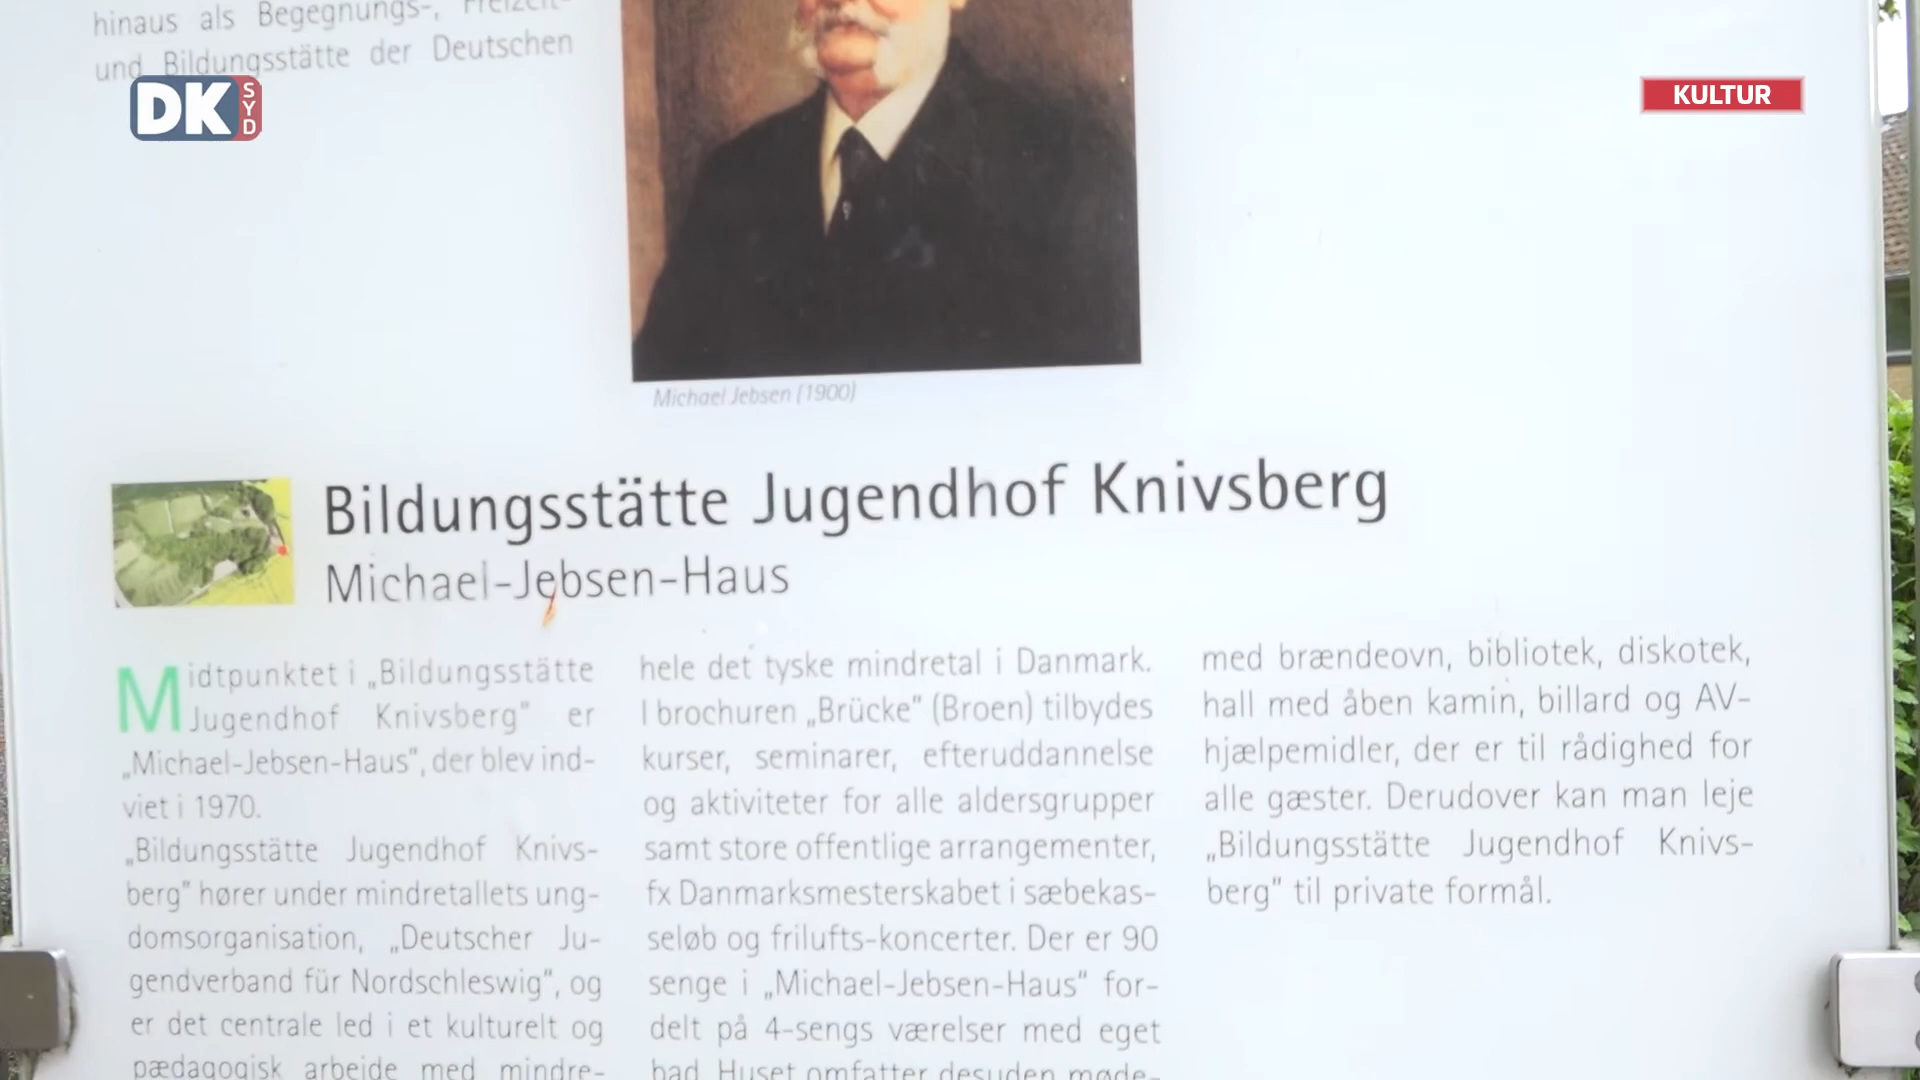 hinaus als Begegnungs-, Freizeit-
und Bildungsstätte der Deutschen
DK SYD
KULTUR
Michael Jebsen (1900)
Bildungsstätte Jugendhof Knivsberg
Michael-Jebsen-Haus
Midtpunktet i „Bildungsstätte
Jugendhof Knivsberg" er
„Michael-Jebsen-Haus", der blev ind-
viet i 1970.
„Bildungsstätte Jugendhof Knivs-
berg" hører under mindretallets ung-
domsorganisation, „Deutscher Ju-
gendverband für Nordschleswig", og
er det centrale led i et kulturelt og
pædagogisk arbejde med mindre-
hele det tyske mindretal i Danmark.
I brochuren „Brücke" (Broen) tilbydes
kurser, seminarer, efteruddannelse
og aktiviteter for alle aldersgrupper
samt store offentlige arrangementer,
fx Danmarksmesterskabet i sæbekas-
seløb og frilufts-koncerter. Der er 90
senge i „Michael-Jebsen-Haus" for-
delt på 4-sengs værelser med eget
bad. Huset omfatter desuden møde-
med brændeovn, bibliotek, diskotek,
hall med åben kamin, billard og AV-
hjælpemidler, der er til rådighed for
alle gæster. Derudover kan man leje
„Bildungsstätte Jugendhof Knivs-
berg" til private formål.